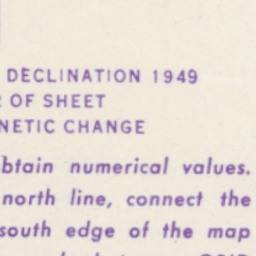 DECLINATION 1949
OF SHEET
NETIC CHANGE
btain numerical values.
north line, connect the
south edge of the map